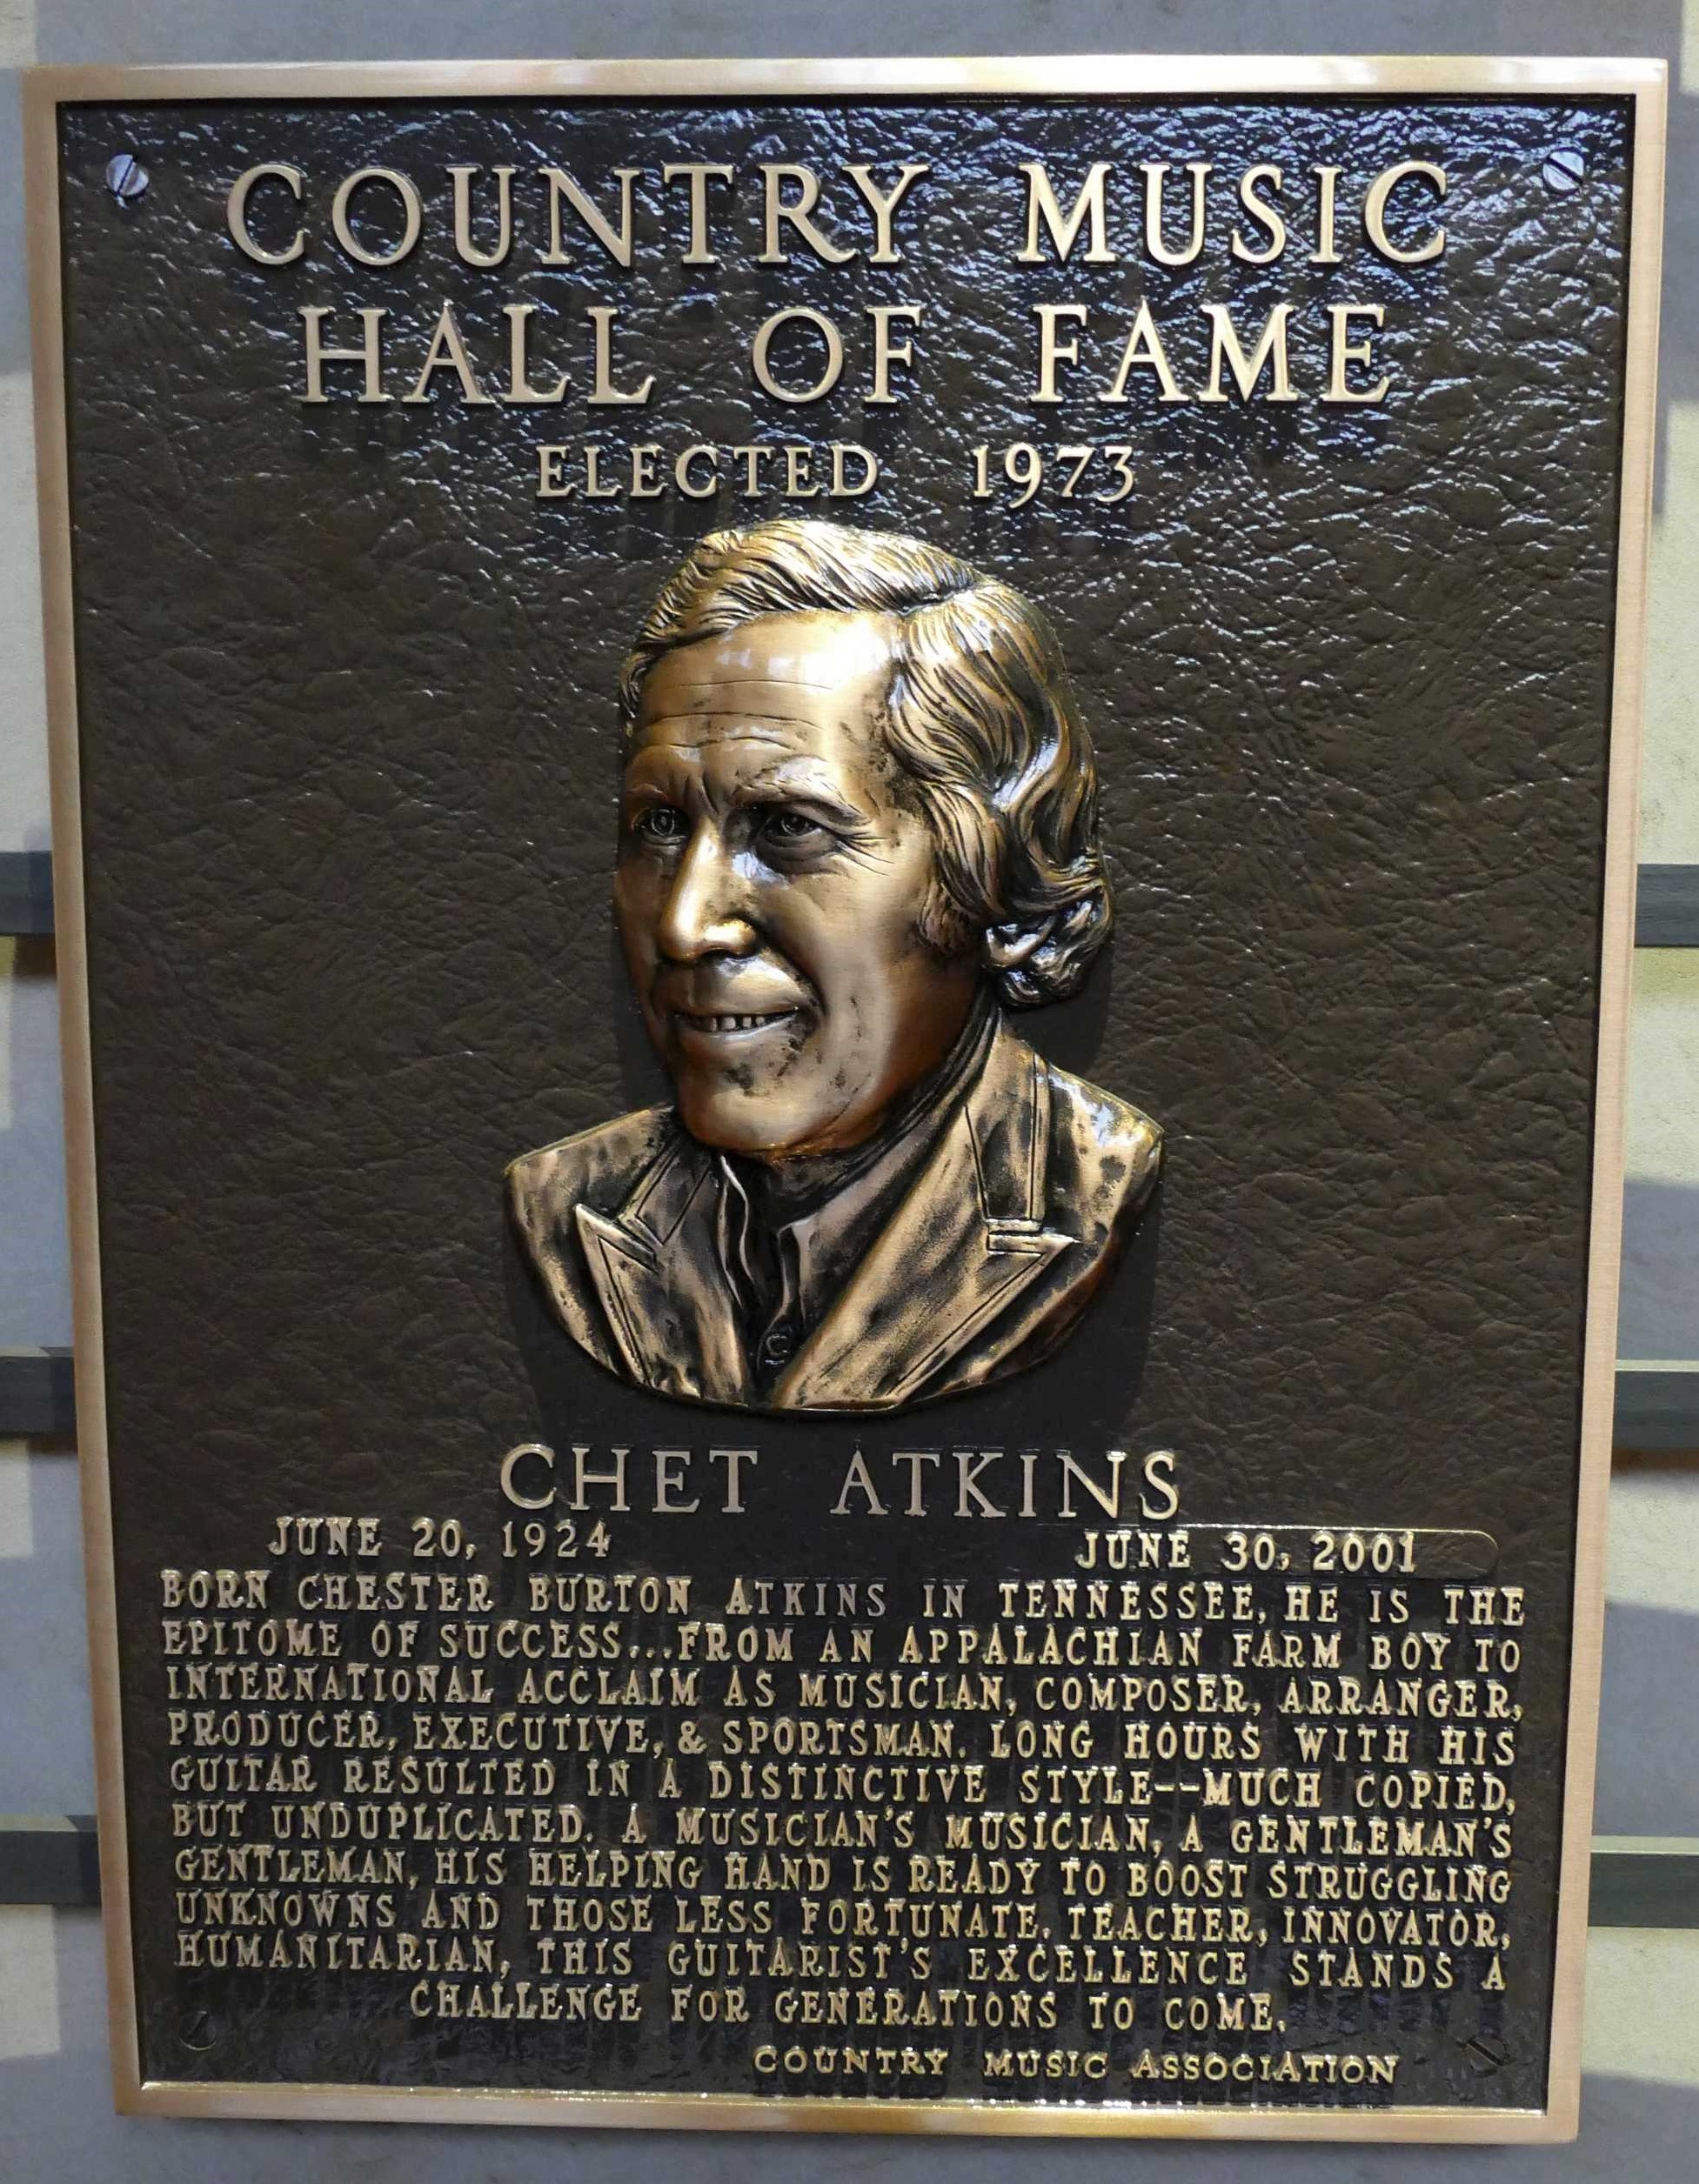 COUNTRY MUSIC
HALL OF FAME
ELECTED 1973
CHET ATKINS
JUNE 20, 1924 JUNE 30, 2001
BORN CHESTER BURTON ATKINS IN TENNESSEE, HE IS THE
EPITOME OF SUCCESS...FROM AN APPALACHIAN FARM BOY TO
INTERNATIONAL ACCLAIM AS MUSICIAN, COMPOSER, ARRANGER,
PRODUCER, EXECUTIVE, & SPORTSMAN. LONG HOURS WITH HIS
GUITAR RESULTED IN A DISTINCTIVE STYLE--MUCH COPIED,
BUT UNDUPLICATED. A MUSICIAN'S MUSICIAN, A GENTLEMAN'S
GENTLEMAN, HIS HELPING HAND IS READY TO BOOST STRUGGLING
UNKNOWNS AND THOSE LESS FORTUNATE. TEACHER, INNOVATOR,
HUMANITARIAN, THIS GUITARIST'S EXCELLENCE STANDS A
CHALLENGE FOR GENERATIONS TO COME.
COUNTRY MUSIC ASSOCIATION